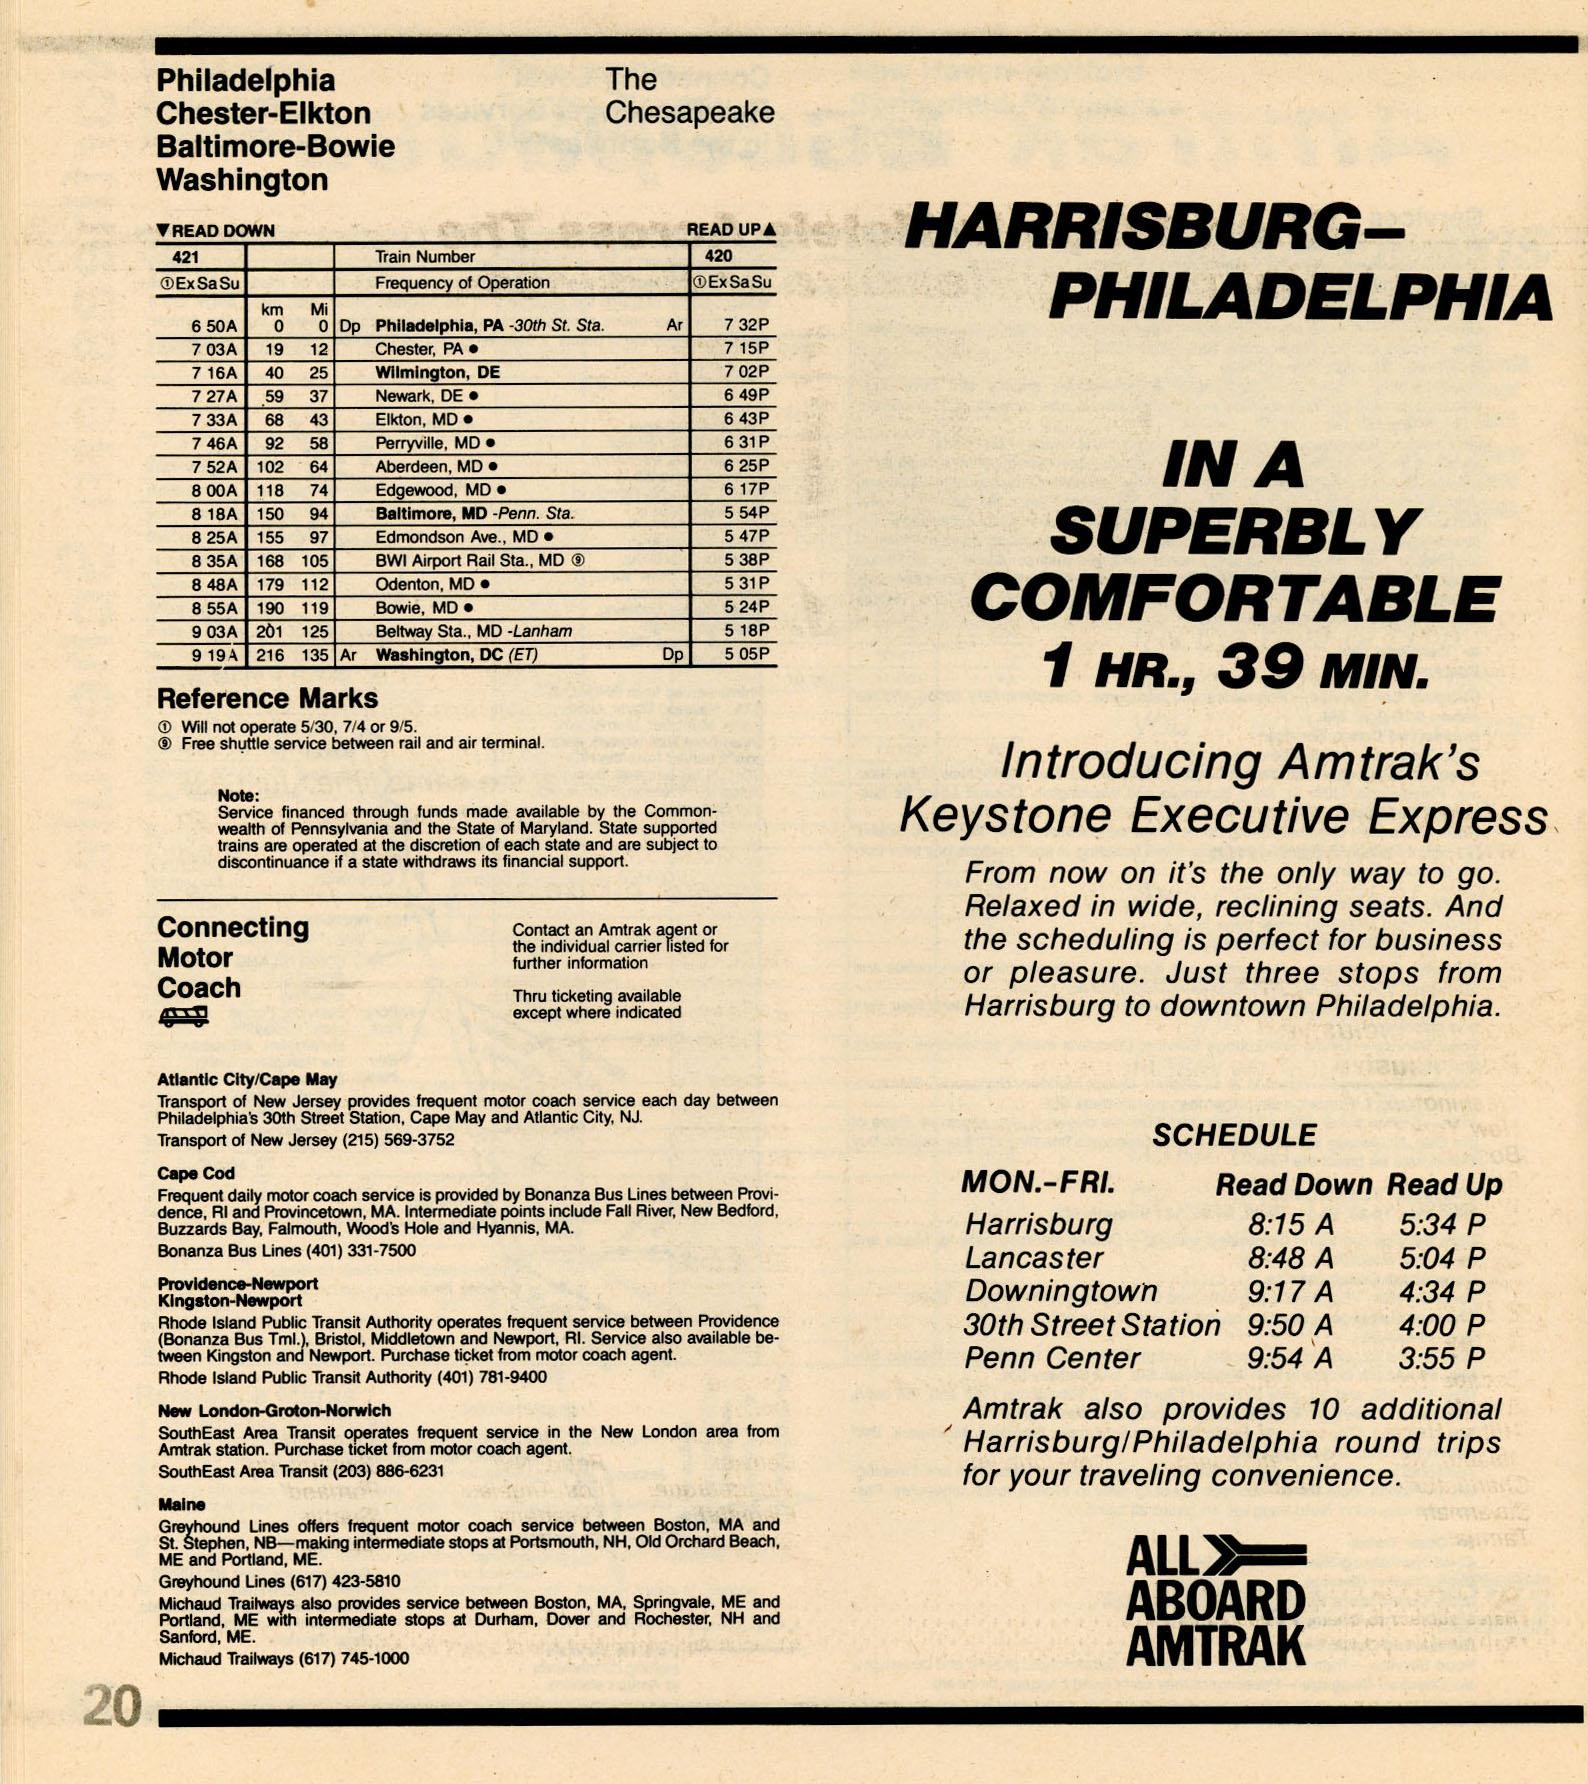 Philadelphia
Chester-Elkton
Baltimore-Bowie
Washington
The
Chesapeake
▼READ DOWN READ UP▲
421 Train Number 420
①ExSaSu Frequency of Operation ①ExSaSu
km Mi
6 50A 0 0 Dp Philadelphia, PA -30th St. Sta. Ar 7 32P
7 03A 19 12 Chester, PA ● 7 15P
7 16A 40 25 Wilmington, DE 7 02P
7 27A 59 37 Newark, DE ● 6 49P
7 33A 68 43 Elkton, MD ● 6 43P
7 46A 92 58 Perryville, MD ● 6 31P
7 52A 102 64 Aberdeen, MD ● 6 25P
8 00A 118 74 Edgewood, MD ● 6 17P
8 18A 150 94 Baltimore, MD -Penn. Sta. 5 54P
8 25A 155 97 Edmondson Ave., MD ● 5 47P
8 35A 168 105 BWI Airport Rail Sta., MD ⑨ 5 38P
8 48A 179 112 Odenton, MD ● 5 31P
8 55A 190 119 Bowie, MD ● 5 24P
9 03A 201 125 Beltway Sta., MD -Lanham 5 18P
9 19A 216 135 Ar Washington, DC (ET) Dp 5 05P
Reference Marks
① Will not operate 5/30, 7/4 or 9/5.
⑨ Free shuttle service between rail and air terminal.
Note:
Service financed through funds made available by the Common-
wealth of Pennsylvania and the State of Maryland. State supported
trains are operated at the discretion of each state and are subject to
discontinuance if a state withdraws its financial support.
Connecting
Motor
Coach
Contact an Amtrak agent or
the individual carrier listed for
further information
Thru ticketing available
except where indicated
Atlantic City/Cape May
Transport of New Jersey provides frequent motor coach service each day between
Philadelphia's 30th Street Station, Cape May and Atlantic City, NJ.
Transport of New Jersey (215) 569-3752
Cape Cod
Frequent daily motor coach service is provided by Bonanza Bus Lines between Provi-
dence, RI and Provincetown, MA. Intermediate points include Fall River, New Bedford,
Buzzards Bay, Falmouth, Wood's Hole and Hyannis, MA.
Bonanza Bus Lines (401) 331-7500
Providence-Newport
Kingston-Newport
Rhode Island Public Transit Authority operates frequent service between Providence
(Bonanza Bus Tml.), Bristol, Middletown and Newport, RI. Service also available be-
tween Kingston and Newport. Purchase ticket from motor coach agent.
Rhode Island Public Transit Authority (401) 781-9400
New London-Groton-Norwich
SouthEast Area Transit operates frequent service in the New London area from
Amtrak station. Purchase ticket from motor coach agent.
SouthEast Area Transit (203) 886-6231
Maine
Greyhound Lines offers frequent motor coach service between Boston, MA and
St. Stephen, NB—making intermediate stops at Portsmouth, NH, Old Orchard Beach,
ME and Portland, ME.
Greyhound Lines (617) 423-5810
Michaud Trailways also provides service between Boston, MA, Springvale, ME and
Portland, ME with intermediate stops at Durham, Dover and Rochester, NH and
Sanford, ME.
Michaud Trailways (617) 745-1000
20
HARRISBURG–
PHILADELPHIA
IN A
SUPERBLY
COMFORTABLE
1 HR., 39 MIN.
Introducing Amtrak's
Keystone Executive Express
From now on it's the only way to go.
Relaxed in wide, reclining seats. And
the scheduling is perfect for business
or pleasure. Just three stops from
Harrisburg to downtown Philadelphia.
SCHEDULE
MON.-FRI. Read Down Read Up
Harrisburg 8:15 A 5:34 P
Lancaster 8:48 A 5:04 P
Downingtown 9:17 A 4:34 P
30th Street Station 9:50 A 4:00 P
Penn Center 9:54 A 3:55 P
Amtrak also provides 10 additional
Harrisburg/Philadelphia round trips
for your traveling convenience.
ALL
ABOARD
AMTRAK